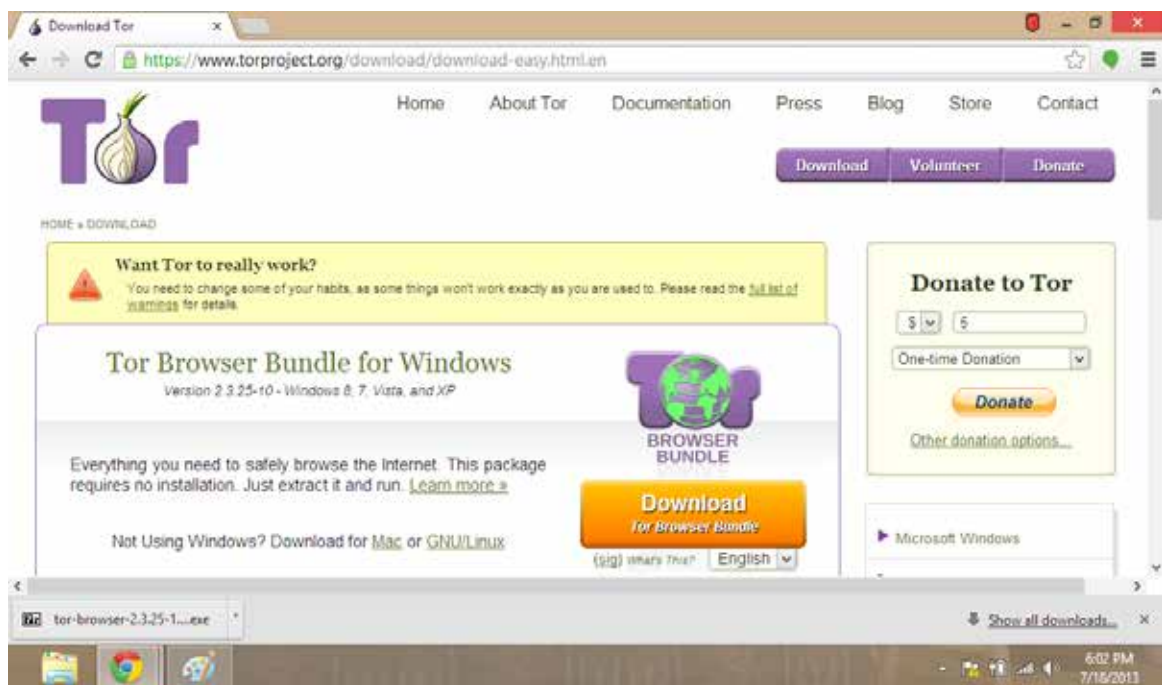 Download Tor
https://www.torproject.org/download/download-easy.html.en
Tor
Home About Tor Documentation Press Blog Store Contact
Download Volunteer Donate
HOME » DOWNLOAD
Want Tor to really work?
You need to change some of your habits, as some things won't work exactly as you are used to. Please read the full list of
warnings for details.
Tor Browser Bundle for Windows
Version 2.3.25-10 - Windows 8, 7, Vista, and XP
Everything you need to safely browse the Internet. This package
requires no installation. Just extract it and run. Learn more »
Not Using Windows? Download for Mac or GNU/Linux
Tor
BROWSER
BUNDLE
Download
Tor Browser Bundle
(sig) What's This? English
Donate to Tor
$ 5
One-time Donation
Donate
Other donation options...
Microsoft Windows
tor-browser-2.3.25-1....exe
Show all downloads...
6:02 PM
7/16/2013